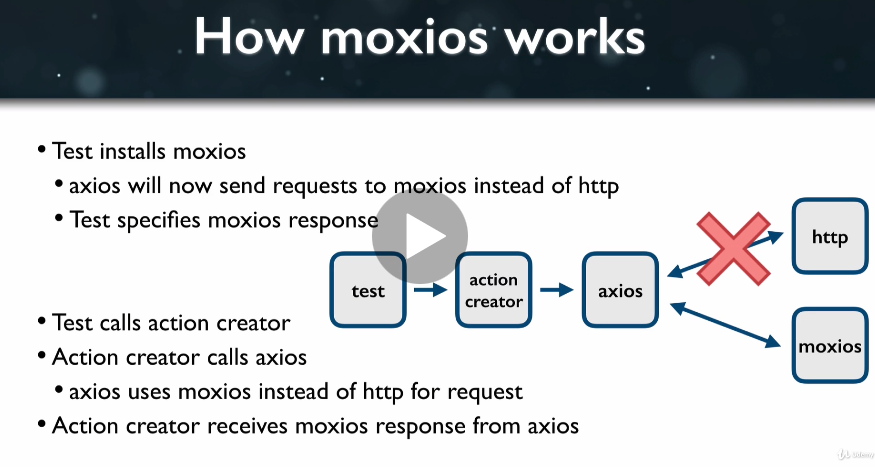 How moxios works
• Test installs moxios
• axios will now send requests to moxios instead of http
• Test specifies moxios response
http
test
action
creator
axios
• Test calls action creator
moxios
• Action creator calls axios
• axios uses moxios instead of http for request
• Action creator receives moxios response from axios
Udemy